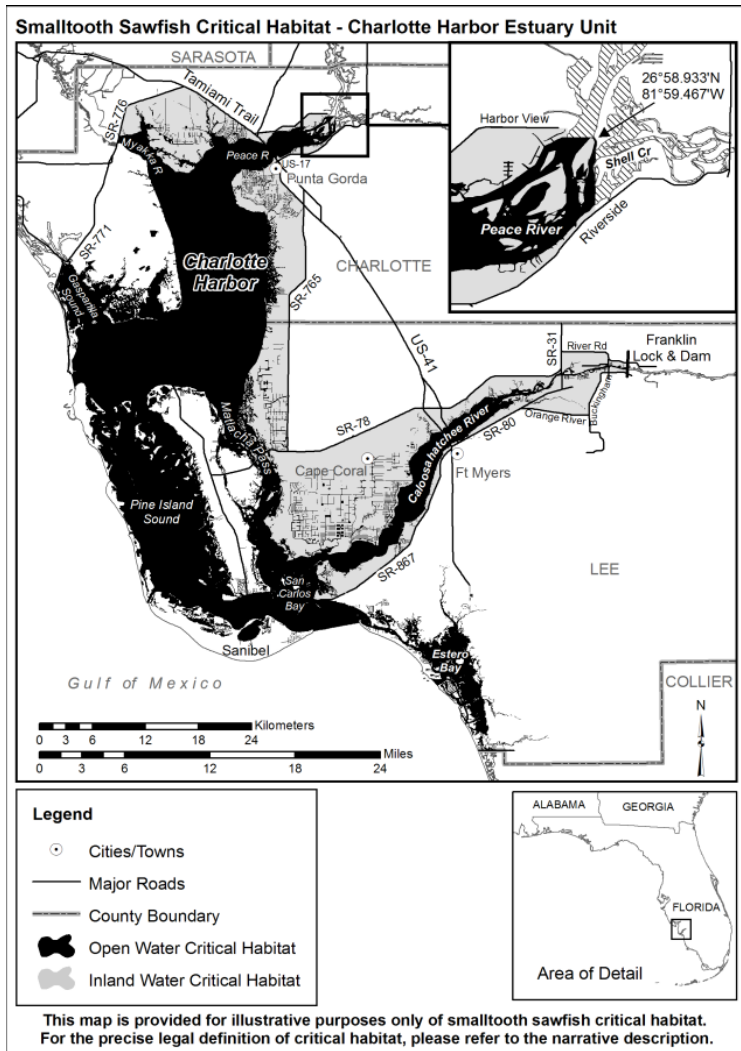 Smalltooth Sawfish Critical Habitat - Charlotte Harbor Estuary Unit
SARASOTA
Tamiami Trail
SR-776
Myakka R
Peace R
US-17
Punta Gorda
SR-771
Charlotte
Harbor
CHARLOTTE
SR-765
Gasparilla
Sound
US-41
26°58.933'N
81°59.467'W
Harbor View
Shell Cr
Peace River
Riverside
Franklin
Lock & Dam
SR-31
River Rd
Buckingham
Orange River
SR-78
SR-80
Matlacha Pass
Caloosahatchee River
Cape Coral
Ft Myers
Pine Island
Sound
SR-867
LEE
San
Carlos
Bay
Sanibel
Estero
Bay
Gulf of Mexico
COLLIER
N
Kilometers
0 3 6 12 18 24
Miles
0 3 6 12 18 24
Legend
Cities/Towns
Major Roads
County Boundary
Open Water Critical Habitat
Inland Water Critical Habitat
ALABAMA
GEORGIA
FLORIDA
Area of Detail
This map is provided for illustrative purposes only of smalltooth sawfish critical habitat.
For the precise legal definition of critical habitat, please refer to the narrative description.